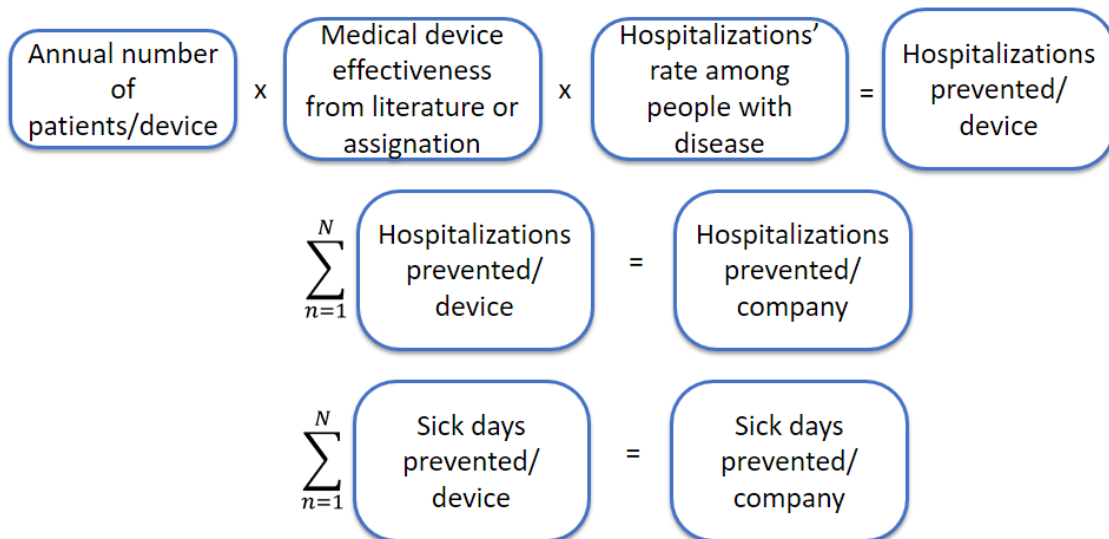 Annual number
of
patients/device
x
Medical device
effectiveness
from literature or
assignation
x
Hospitalizations’
rate among
people with
disease
=
Hospitalizations
prevented/
device
N
∑
n=1
Hospitalizations
prevented/
device
=
Hospitalizations
prevented/
company
N
∑
n=1
Sick days
prevented/
device
=
Sick days
prevented/
company